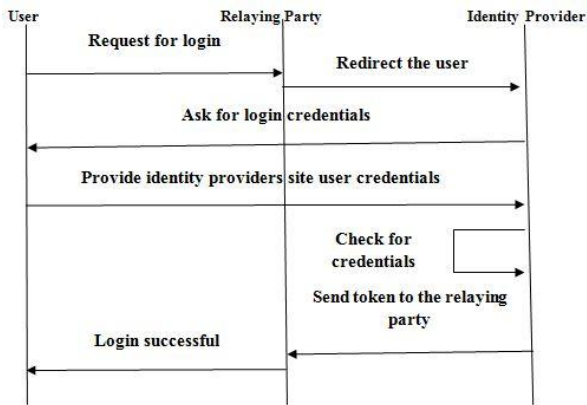 User Relaying Party Identity Provider
Request for login
Redirect the user
Ask for login credentials
Provide identity providers site user credentials
Check for
credentials
Send token to the relaying
party
Login successful